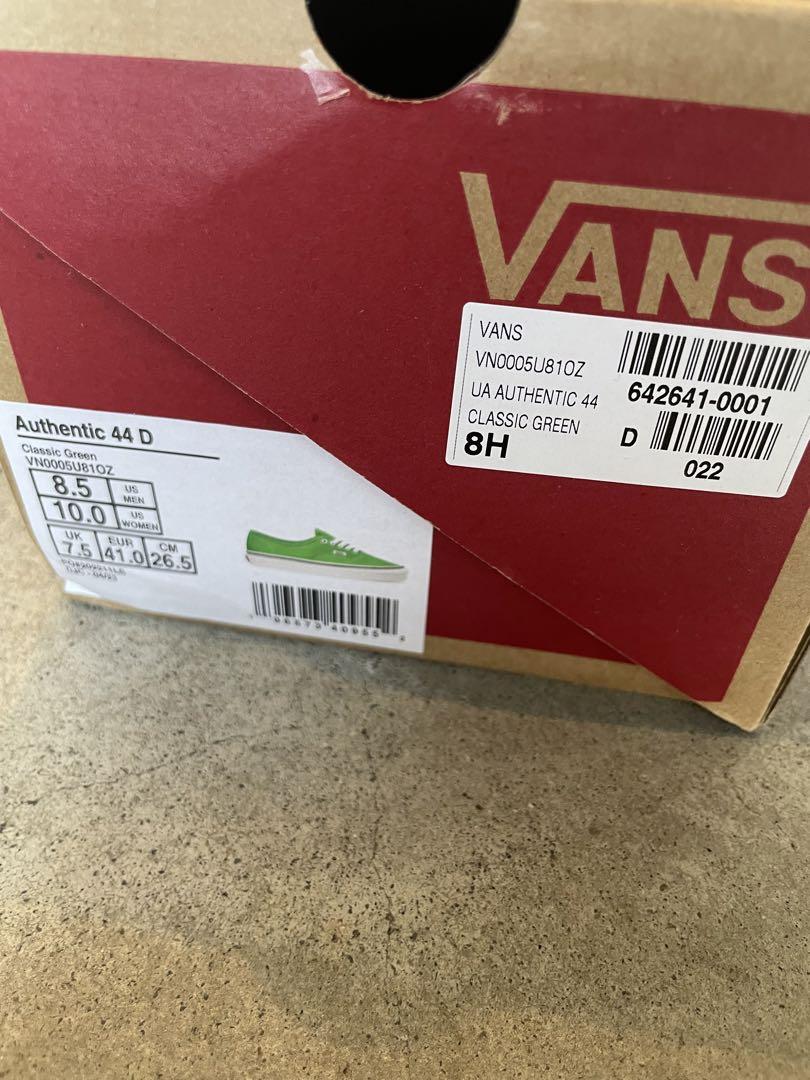 VANS
VANS
VN0005U81OZ
UA AUTHENTIC 44
CLASSIC GREEN
8H
642641-0001
D
022
Authentic 44 D
Classic Green
VN0005U81OZ
8.5 US MEN
10.0 US WOMEN
UK EUR CM
7.5 41.0 26.5